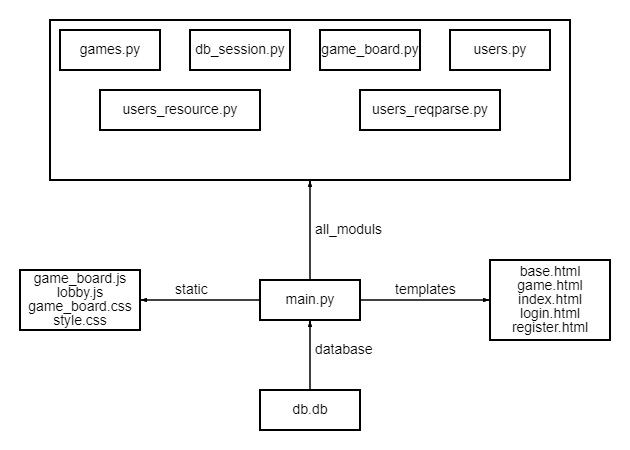 games.py
db_session.py
game_board.py
users.py
users_resource.py
users_reqparse.py
all_moduls
game_board.js
lobby.js
game_board.css
style.css
static
main.py
templates
base.html
game.html
index.html
login.html
register.html
database
db.db